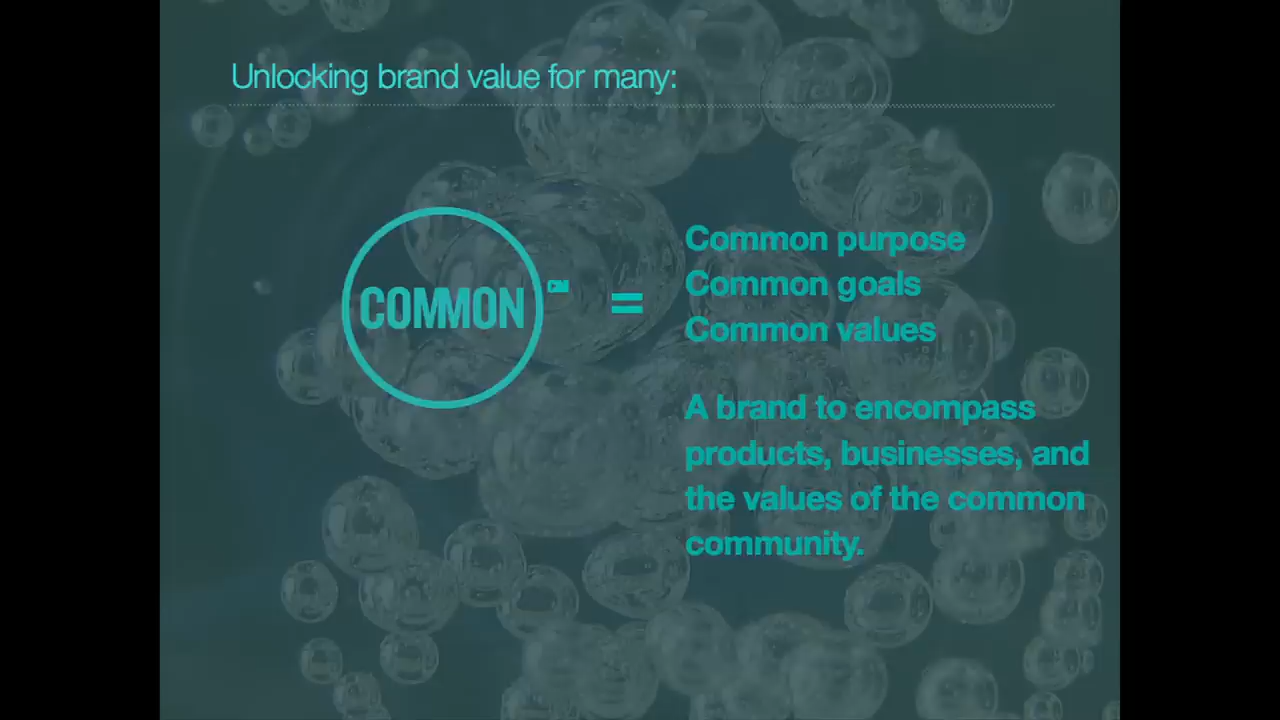 Unlocking brand value for many:
COMMON
=
Common purpose
Common goals
Common values
A brand to encompass
products, businesses, and
the values of the common
community.